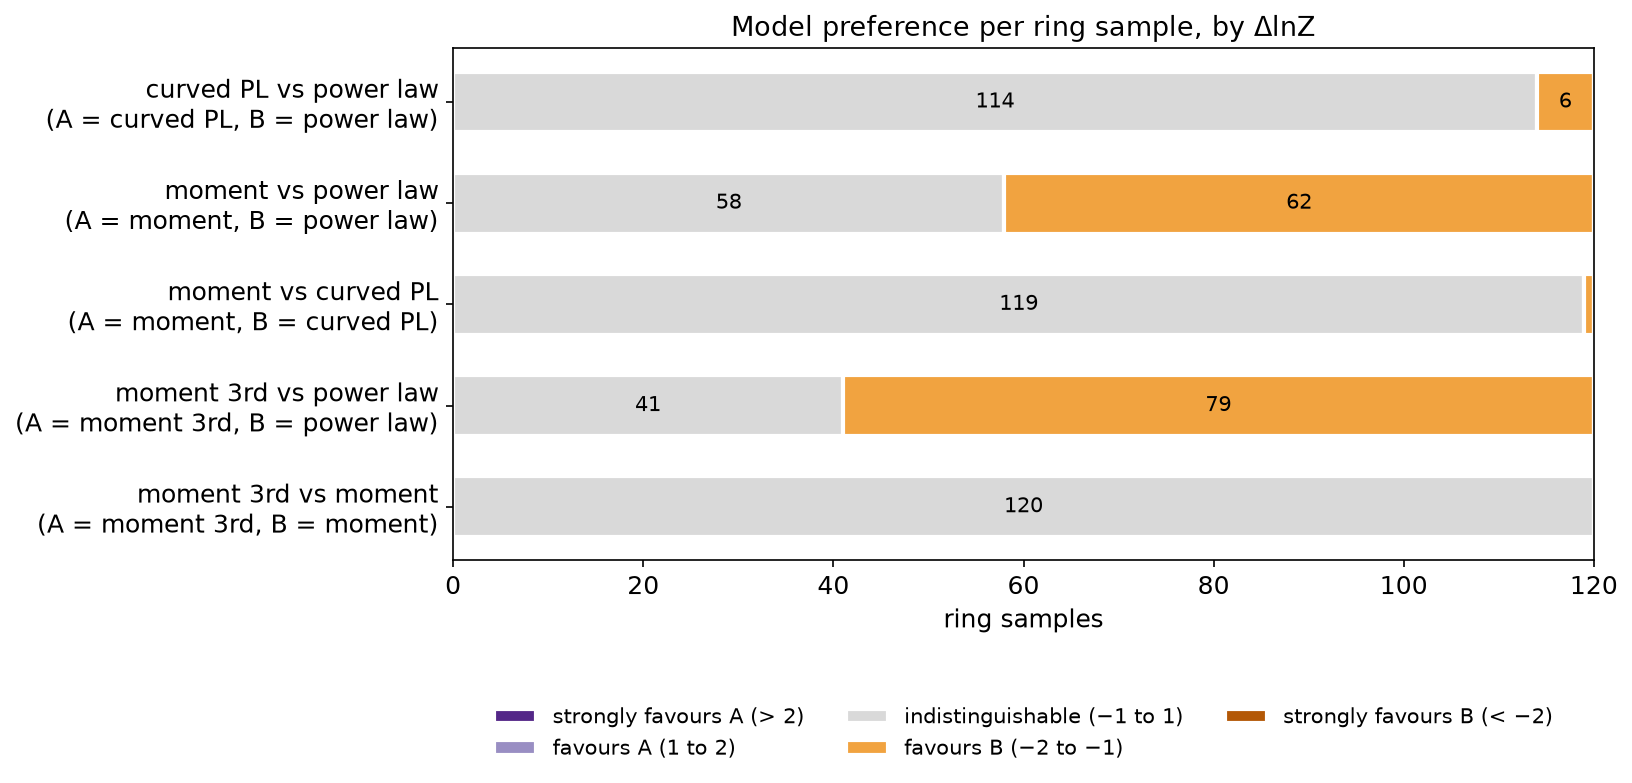 Model preference per ring sample, by ΔlnZ
curved PL vs power law
(A = curved PL, B = power law)
114
6
moment vs power law
(A = moment, B = power law)
58
62
moment vs curved PL
(A = moment, B = curved PL)
119
moment 3rd vs power law
(A = moment 3rd, B = power law)
41
79
moment 3rd vs moment
(A = moment 3rd, B = moment)
120
0 20 40 60 80 100 120
ring samples
strongly favours A (> 2)
favours A (1 to 2)
indistinguishable (−1 to 1)
favours B (−2 to −1)
strongly favours B (< −2)